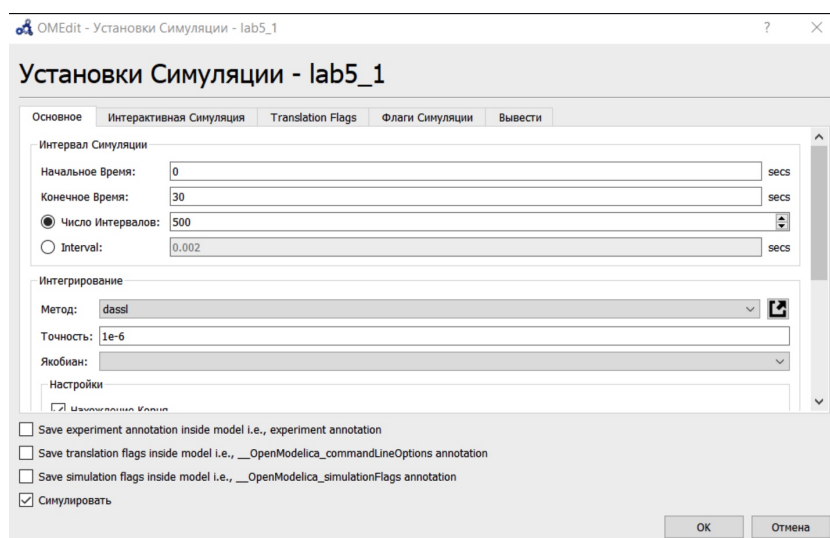 OMEdit - Установки Симуляции - lab5_1
Установки Симуляции - lab5_1
Основное Интерактивная Симуляция Translation Flags Флаги Симуляции Вывести
Интервал Симуляции
Начальное Время: 0 secs
Конечное Время: 30 secs
Число Интервалов: 500
Interval: 0.002 secs
Интегрирование
Метод: dassl
Точность: 1e-6
Якобиан:
Настройки
Нахождение Корня
Save experiment annotation inside model i.e., experiment annotation
Save translation flags inside model i.e., __OpenModelica_commandLineOptions annotation
Save simulation flags inside model i.e., __OpenModelica_simulationFlags annotation
Симулировать
OK Отмена